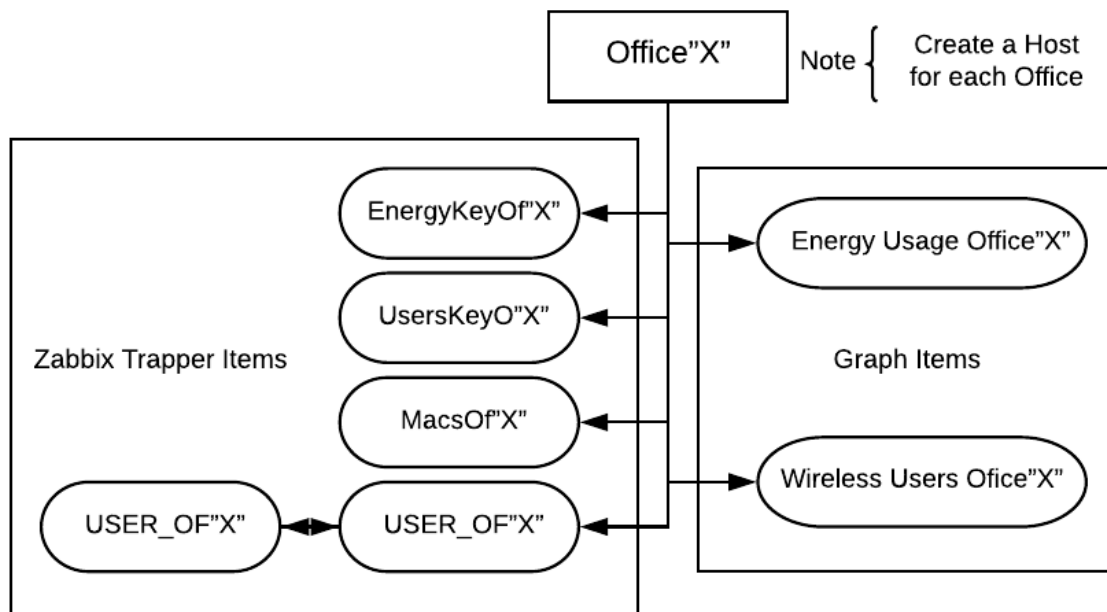 Office”X”
Note
Create a Host
for each Office
EnergyKeyOf”X”
Energy Usage Office”X”
UsersKeyO”X”
Zabbix Trapper Items
Graph Items
MacsOf”X”
Wireless Users Ofice”X”
USER_OF”X”
USER_OF”X”